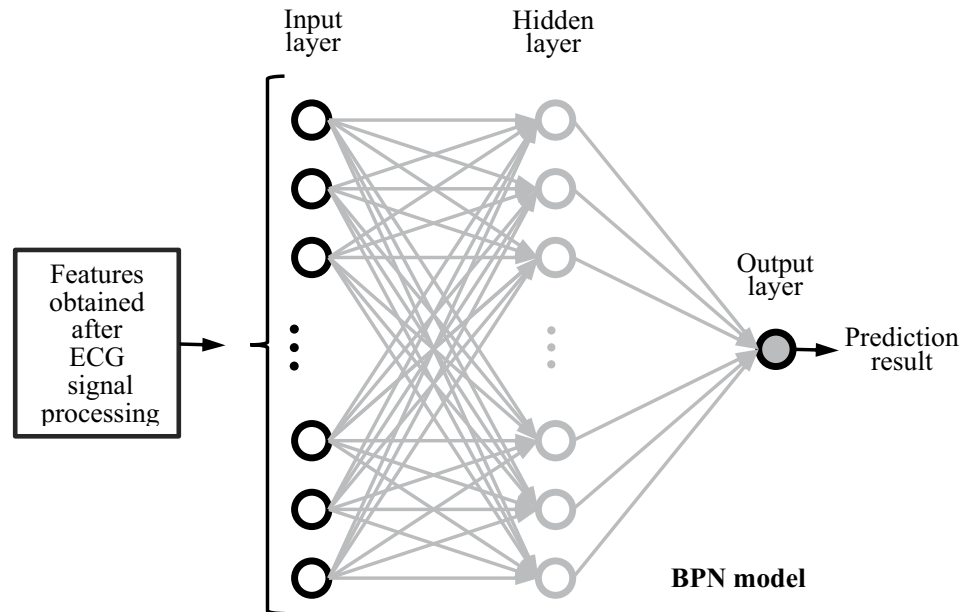 Input
layer
Hidden
layer
Features
obtained
after
ECG
signal
processing
Output
layer
Prediction
result
BPN model